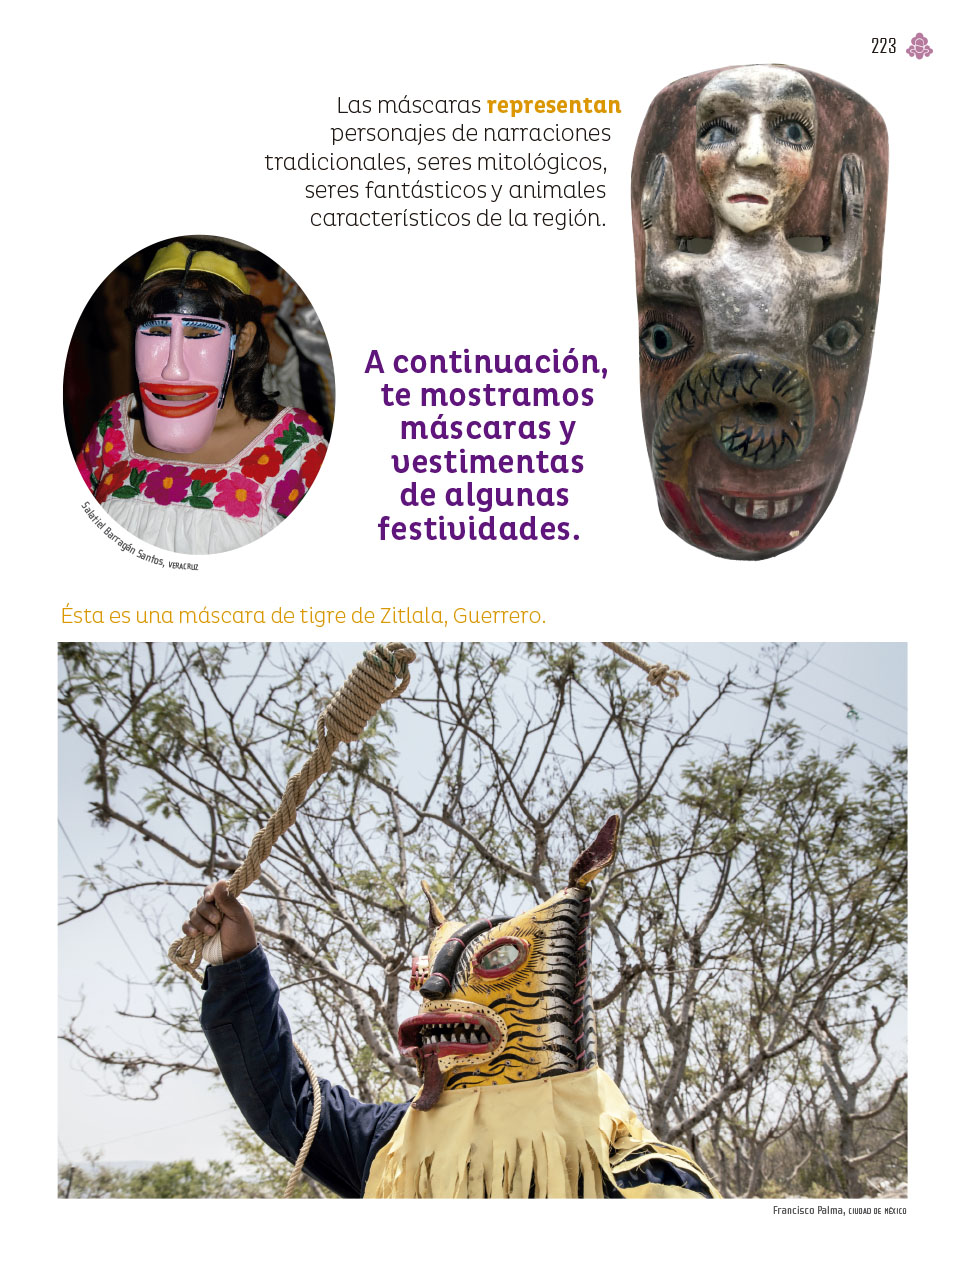 223
Las máscaras representan
personajes de narraciones
tradicionales, seres mitológicos,
seres fantásticos y animales
característicos de la región.
A continuación,
te mostramos
máscaras y
vestimentas
de algunas
festividades.
Salatiel Barragán Santos, VERACRUZ
Ésta es una máscara de tigre de Zitlala, Guerrero.
Francisco Palma, CIUDAD DE MÉXICO